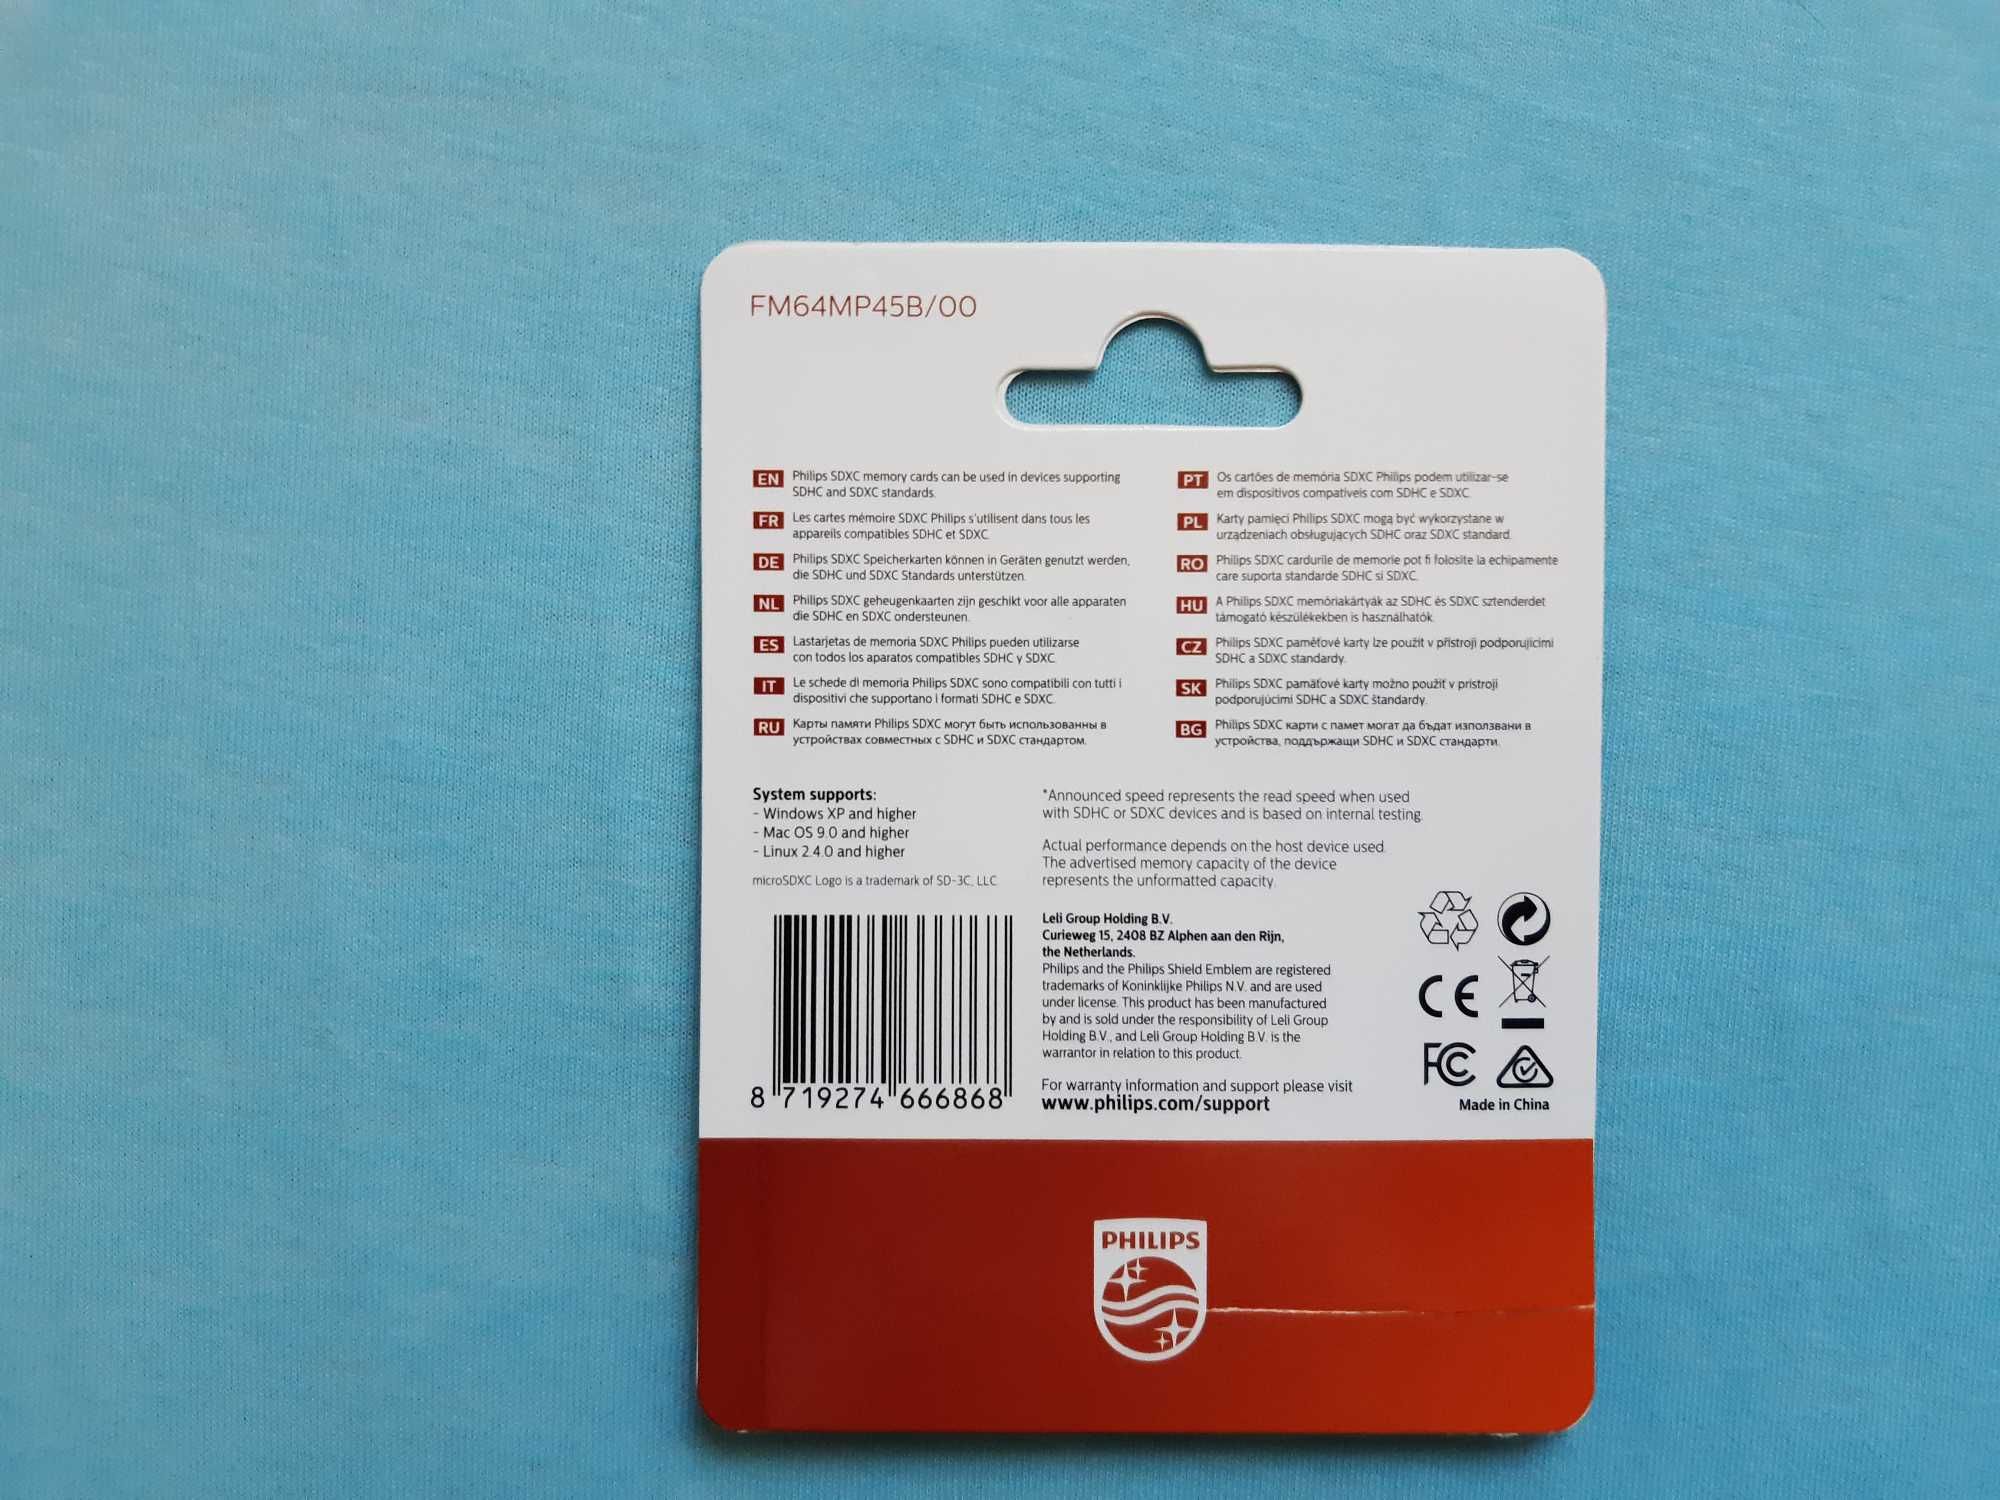 FM64MP45B/00
EN Philips SDXC memory cards can be used in devices supporting
SDHC and SDXC standards.
FR Les cartes mémoire SDXC Philips s'utilisent dans tous les
appareils compatibles SDHC et SDXC.
DE Philips SDXC Speicherkarten können in Geräten genutzt werden,
die SDHC und SDXC Standards unterstützen.
NL Philips SDXC geheugenkaarten zijn geschikt voor alle apparaten
die SDHC en SDXC ondersteunen.
ES Lastarjetas de memoria SDXC Philips pueden utilizarse
con todos los aparatos compatibles SDHC y SDXC.
IT Le schede di memoria Philips SDXC sono compatibili con tutti i
dispositivi che supportano i formati SDHC e SDXC.
RU Карты памяти Philips SDXC могут быть использованны в
устройствах совместных с SDHC и SDXC стандартом.
PT Os cartões de memória SDXC Philips podem utilizar-se
em dispositivos compatíveis com SDHC e SDXC.
PL Karty pamięci Philips SDXC mogą być wykorzystane w
urządzeniach obsługujących SDHC oraz SDXC standard.
RO Philips SDXC cardurile de memorie pot fi folosite la echipamente
care suporta standarde SDHC si SDXC.
HU A Philips SDXC memóriakártyák az SDHC és SDXC sztenderdet
támogató készülékekben is használhatók.
CZ Philips SDXC paměťové karty lze použít v přístroji podporujícími
SDHC a SDXC standardy.
SK Philips SDXC pamäťové karty možno použiť v prístroji
podporujúcimi SDHC a SDXC štandardy.
BG Philips SDXC карти с памет могат да бъдат използвани в
устройства, поддържащи SDHC и SDXC стандарти.
System supports:
- Windows XP and higher
- Mac OS 9.0 and higher
- Linux 2.4.0 and higher
microSDXC Logo is a trademark of SD-3C, LLC.
*Announced speed represents the read speed when used
with SDHC or SDXC devices and is based on internal testing.
Actual performance depends on the host device used.
The advertised memory capacity of the device
represents the unformatted capacity.
Leli Group Holding B.V.
Curieweg 15, 2408 BZ Alphen aan den Rijn,
the Netherlands.
Philips and the Philips Shield Emblem are registered
trademarks of Koninklijke Philips N.V. and are used
under license. This product has been manufactured
by and is sold under the responsibility of Leli Group
Holding B.V., and Leli Group Holding B.V. is the
warrantor in relation to this product.
For warranty information and support please visit
www.philips.com/support
8 719274 666868
CE
FC
Made in China
PHILIPS